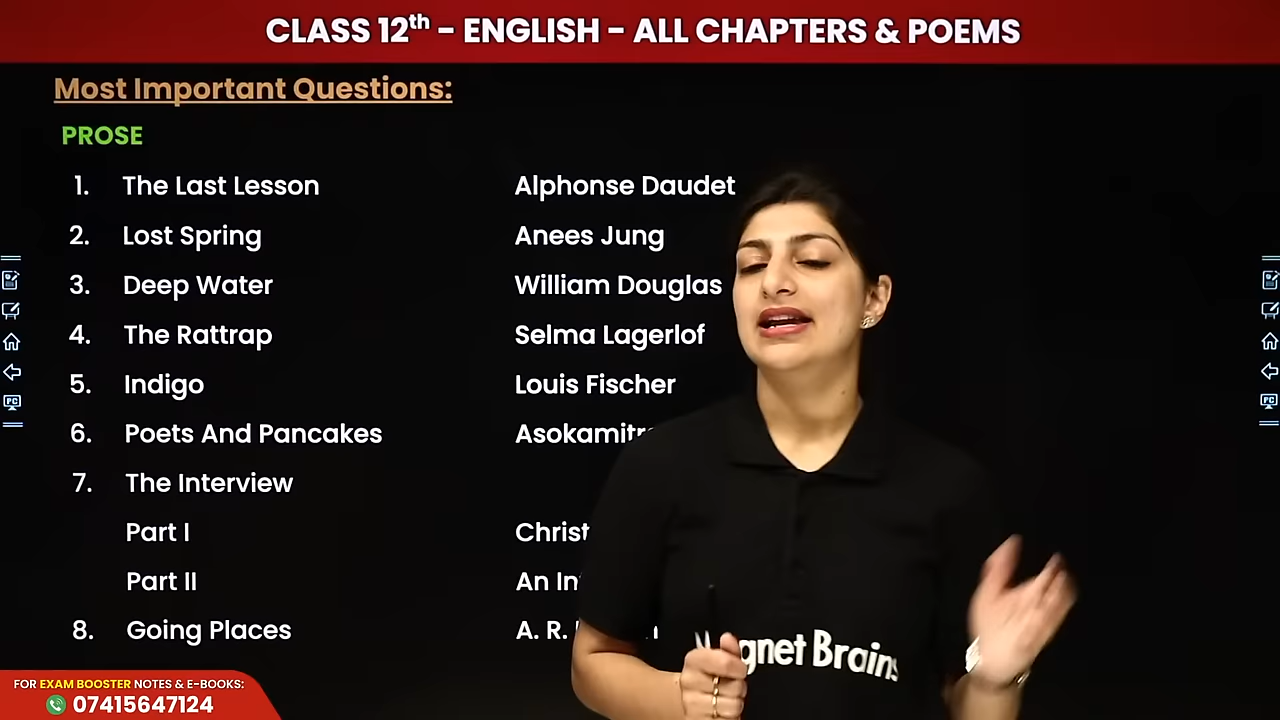 CLASS 12th - ENGLISH - ALL CHAPTERS & POEMS
Most Important Questions:
PROSE
1. The Last Lesson Alphonse Daudet
2. Lost Spring Anees Jung
3. Deep Water William Douglas
4. The Rattrap Selma Lagerlof
5. Indigo Louis Fischer
6. Poets And Pancakes
7. The Interview
Part I
Part II An
8. Going Places A. R.
Brains
FOR EXAM BOOSTER NOTES & E-BOOKS:
07415647124